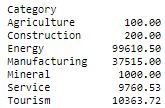 Category
Agriculture 100.00
Construction 200.00
Energy 99610.50
Manufacturing 37515.00
Mineral 1000.00
Service 9760.53
Tourism 10363.72